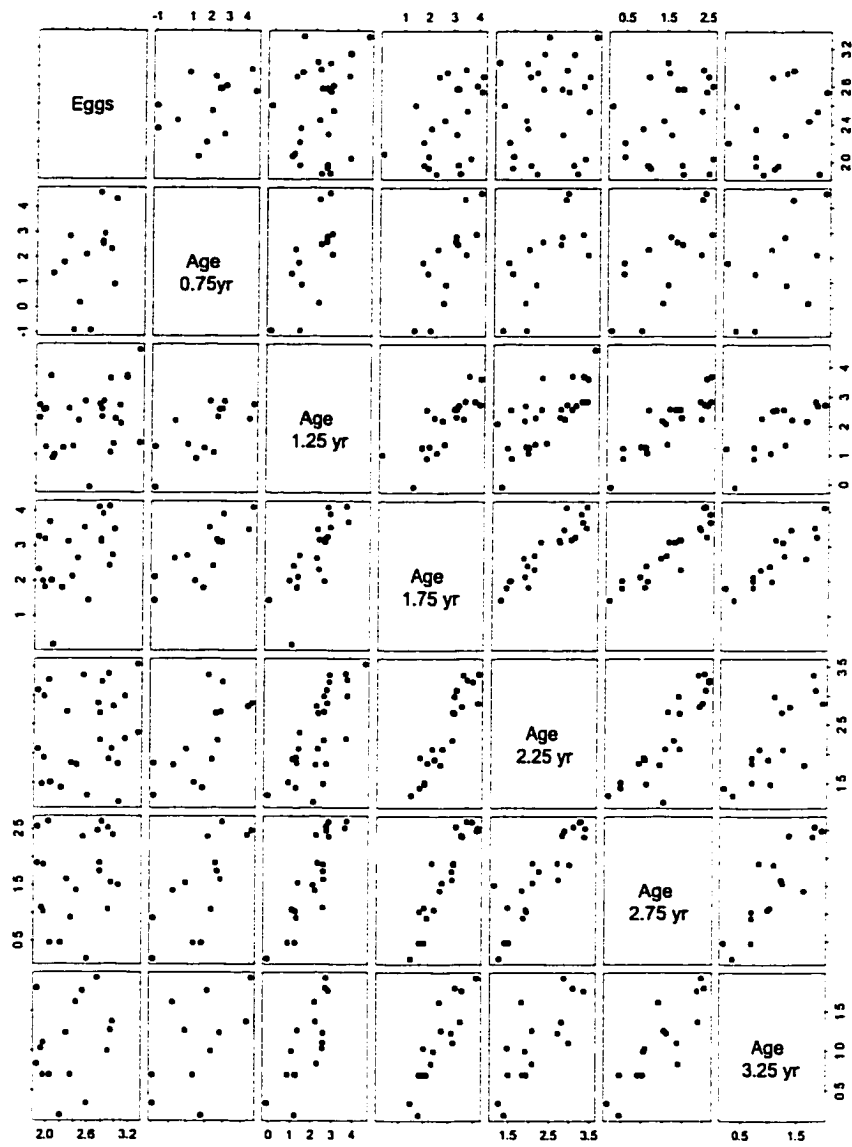 -1 1 2 3 4
1 2 3 4
0.5 1.5 2.5
Eggs
2.0 2.4 2.8 3.2
-1 0 1 2 3 4
Age
0.75yr
Age
1.25 yr
0 1 2 3 4
1 2 3 4
Age
1.75 yr
Age
2.25 yr
1.5 2.5 3.5
0.5 1.5 2.5
Age
2.75 yr
Age
3.25 yr
0.5 1.0 1.5
2.0 2.6 3.2
0 1 2 3 4
1.5 2.5 3.5
0.5 1.5